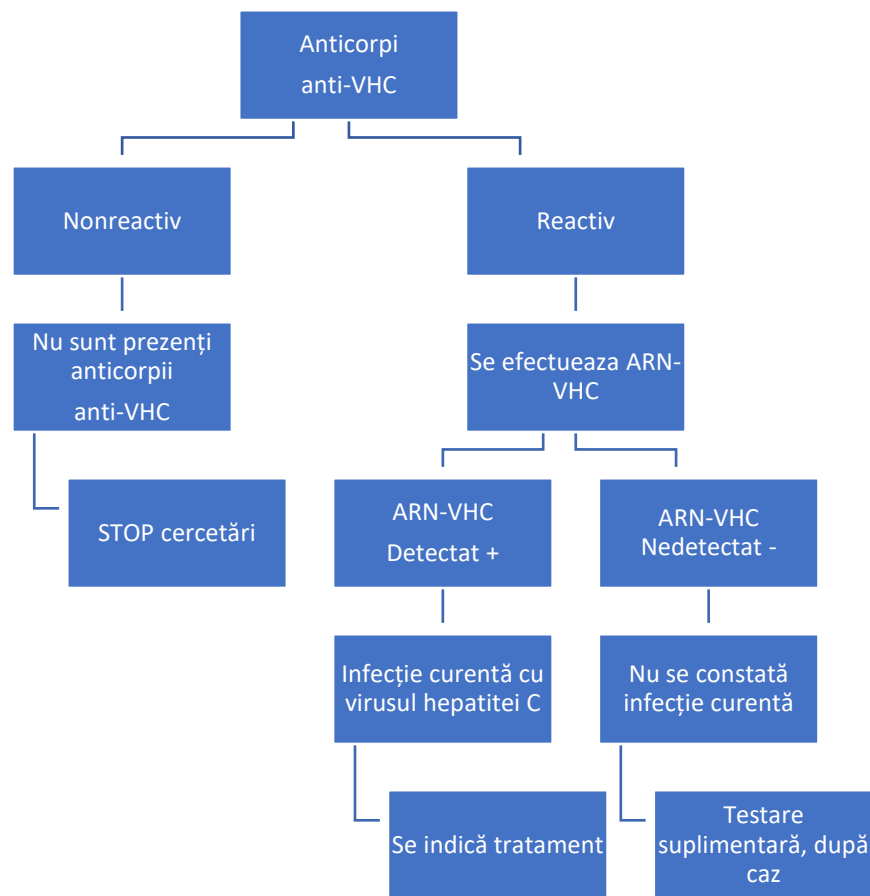 Anticorpi
anti-VHC
Nonreactiv
Reactiv
Nu sunt prezenți
anticorpii
anti-VHC
Se efectueaza ARN-
VHC
STOP cercetări
ARN-VHC
Detectat +
ARN-VHC
Nedetectat -
Infecție curentă cu
virusul hepatitei C
Nu se constată
infecție curentă
Se indică tratament
Testare
suplimentară, după
caz